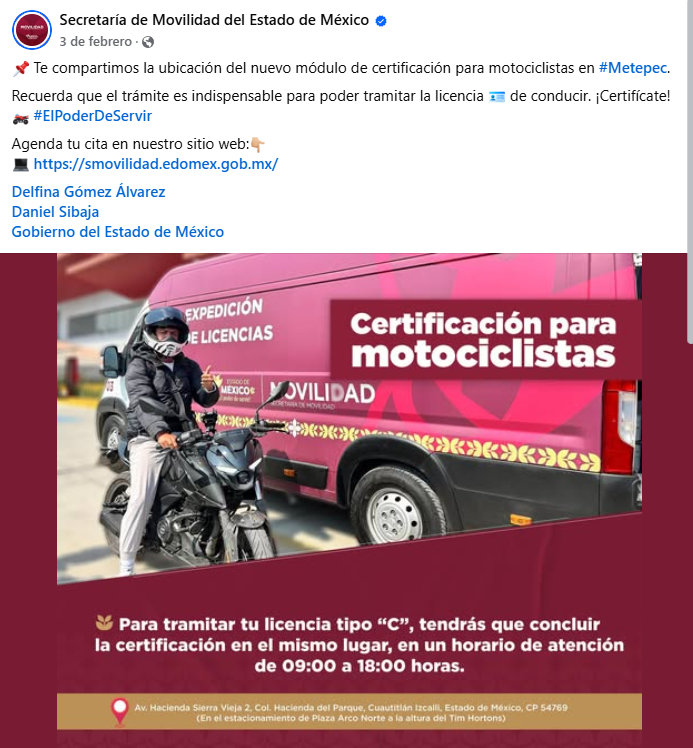 Secretaría de Movilidad del Estado de México
3 de febrero
Te compartimos la ubicación del nuevo módulo de certificación para motociclistas en #Metepec.
Recuerda que el trámite es indispensable para poder tramitar la licencia de conducir. ¡Certifícate!
#ElPoderDeServir
Agenda tu cita en nuestro sitio web:
https://smovilidad.edomex.gob.mx/
Delfina Gómez Álvarez
Daniel Sibaja
Gobierno del Estado de México
EXPEDICIÓN
DE LICENCIAS
Certificación para
motociclistas
ESTADO DE
MÉXICO
MOVILIDAD
SECRETARÍA DE MOVILIDAD
Para tramitar tu licencia tipo “C”, tendrás que concluir
la certificación en el mismo lugar, en un horario de atención
de 09:00 a 18:00 horas.
Av. Hacienda Sierra Vieja 2, Col. Hacienda del Parque, Cuautitlán Izcalli, Estado de México, CP 54769
(En el estacionamiento de Plaza Arco Norte a la altura del Tim Hortons)